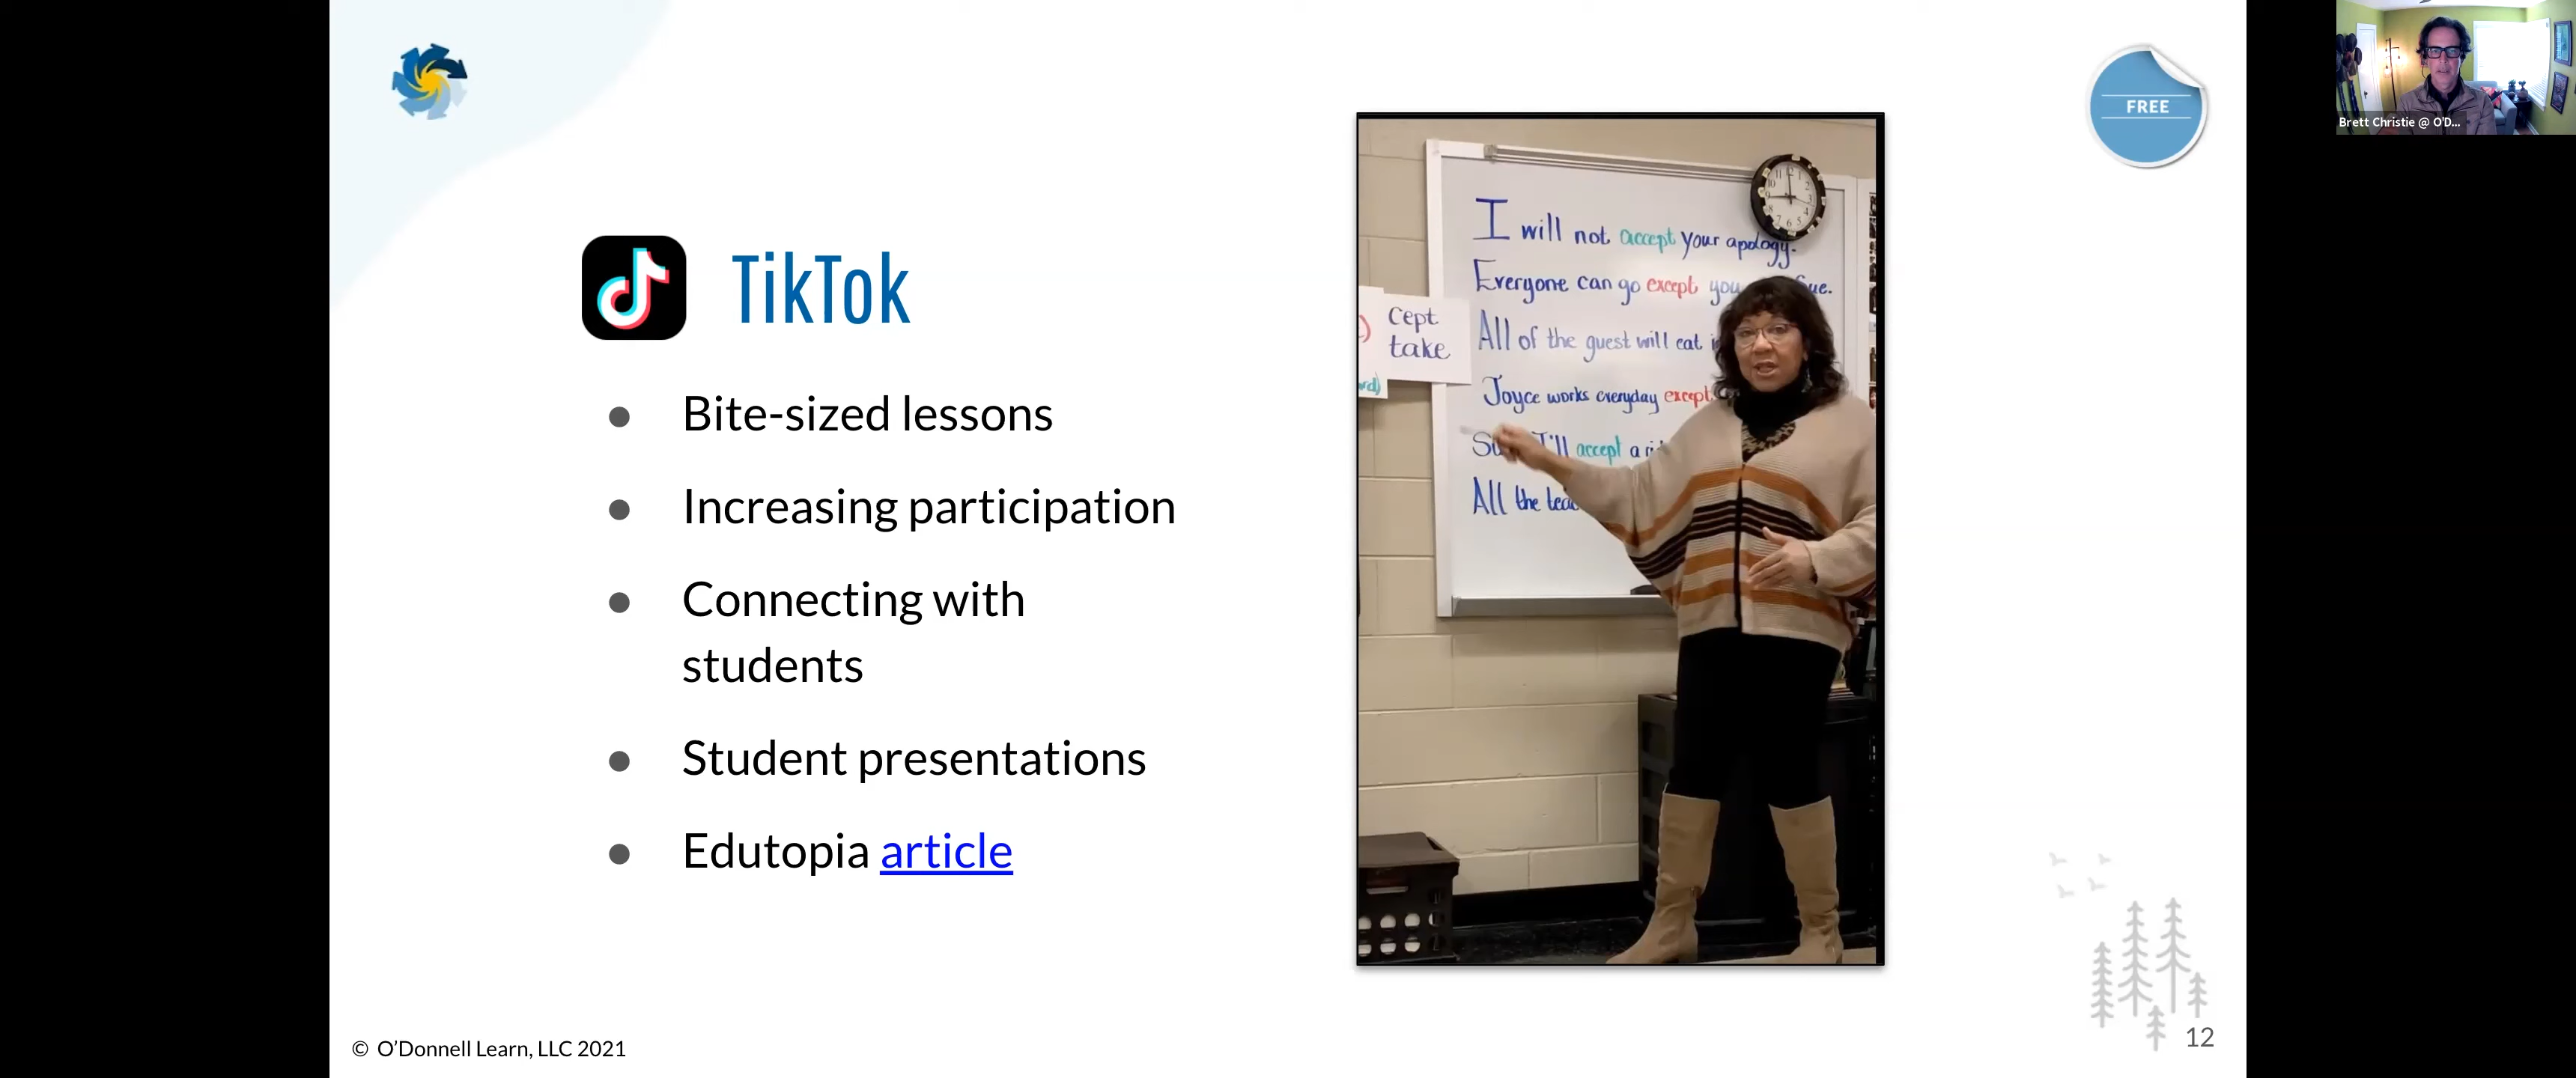 FREE
Brett Christie @ O'D...
TikTok
Bite-sized lessons
Increasing participation
Connecting with
students
Student presentations
Edutopia article
I will not accept your apology.
Everyone can go except you
All of the guest will eat
Joyce works everyday except
I'll accept a
All the
cept
take
© O'Donnell Learn, LLC 2021
12